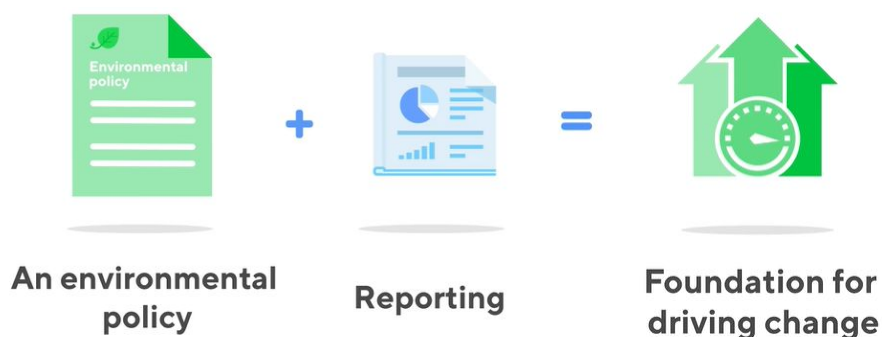 Environmental
policy
+
=
An environmental
policy
Reporting
Foundation for
driving change